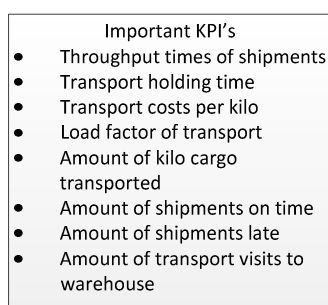 Important KPI's
• Throughput times of shipments
• Transport holding time
• Transport costs per kilo
• Load factor of transport
• Amount of kilo cargo
transported
• Amount of shipments on time
• Amount of shipments late
• Amount of transport visits to
warehouse